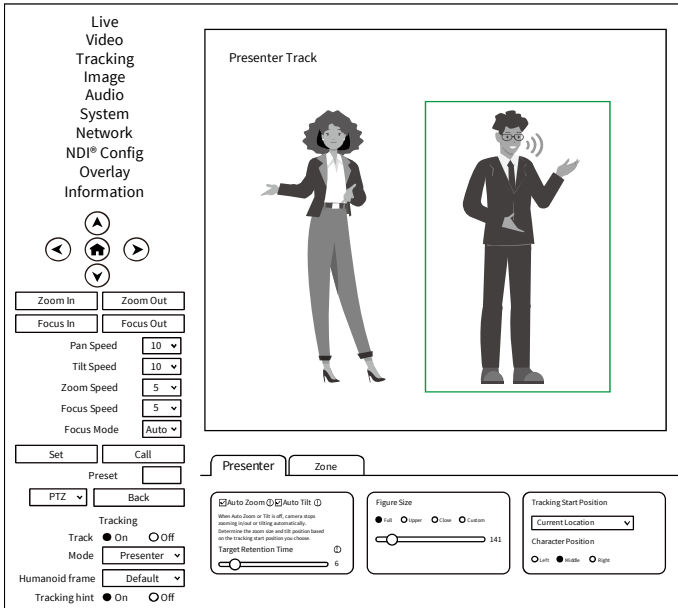 Live
Video
Tracking
Image
Audio
System
Network
NDI® Config
Overlay
Information
Zoom In Zoom Out
Focus In Focus Out
Pan Speed 10
Tilt Speed 10
Zoom Speed 5
Focus Speed 5
Focus Mode Auto
Set Call
Preset
PTZ Back
Tracking
Track On Off
Mode Presenter
Humanoid frame Default
Tracking hint On Off
Presenter Track
Presenter Zone
Auto Zoom Auto Tilt
When Auto Zoom or Tilt is off, camera stops
zooming in/out or tilting automatically.
Determine the zoom size and tilt position based
on the tracking start position you choose.
Target Retention Time
6
Figure Size
Full Upper Close Custom
141
Tracking Start Position
Current Location
Character Position
Left Middle Right